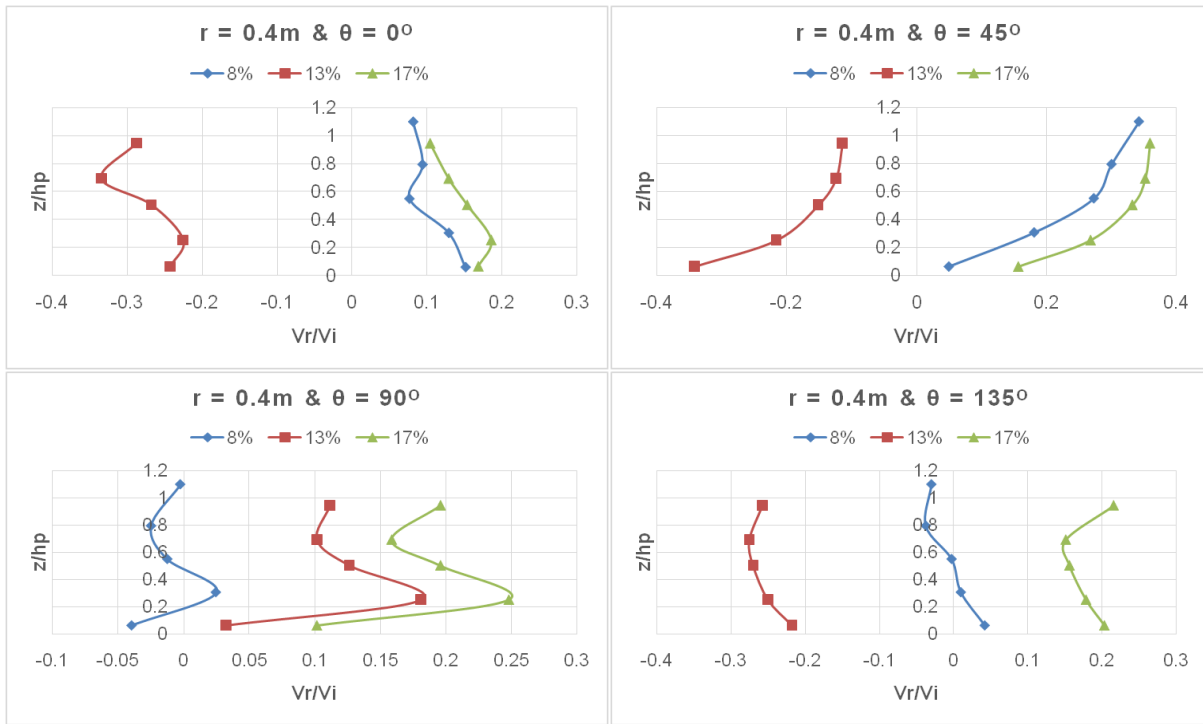 r = 0.4m & θ = 0º
8% 13% 17%
1.2
1
0.8
0.6
0.4
0.2
0
z/hp
-0.4 -0.3 -0.2 -0.1 0 0.1 0.2 0.3
Vr/Vi
r = 0.4m & θ = 45º
8% 13% 17%
1.2
1
0.8
0.6
0.4
0.2
0
z/hp
-0.4 -0.2 0 0.2 0.4
Vr/Vi
r = 0.4m & θ = 90º
8% 13% 17%
1.2
1
0.8
0.6
0.4
0.2
0
z/hp
-0.1 -0.05 0 0.05 0.1 0.15 0.2 0.25 0.3
Vr/Vi
r = 0.4m & θ = 135º
8% 13% 17%
1.2
1
0.8
0.6
0.4
0.2
0
z/hp
-0.4 -0.3 -0.2 -0.1 0 0.1 0.2 0.3
Vr/Vi